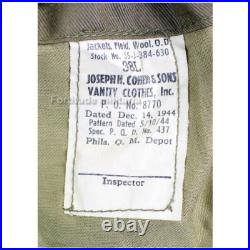 Jackets, Field, Wool, O.D.
Stock No. 55-J-384-630
38L
JOSEPH H. COHEN & SONS
VANITY CLOTHES, Inc.
P. O. No. 8770
Dated Dec. 14, 1944
Pattern Dated 5/10/44
Spec. P. Q. D. No. 437
Phila. Q. M. Depot
Inspector